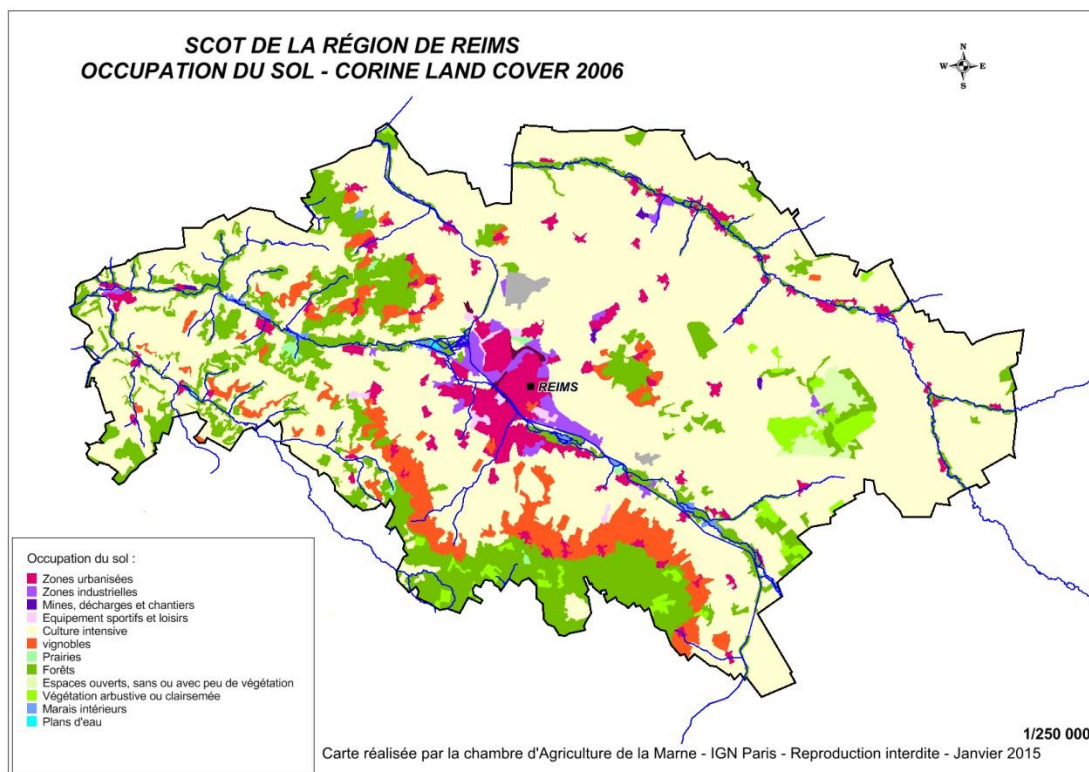 SCOT DE LA RÉGION DE REIMS
OCCUPATION DU SOL - CORINE LAND COVER 2006
N
W E
S
REIMS
Occupation du sol :
Zones urbanisées
Zones industrielles
Mines, décharges et chantiers
Equipement sportifs et loisirs
Culture intensive
vignobles
Prairies
Forêts
Espaces ouverts, sans ou avec peu de végétation
Végétation arbustive ou clairsemée
Marais intérieurs
Plans d'eau
1/250 000
Carte réalisée par la chambre d'Agriculture de la Marne - IGN Paris - Reproduction interdite - Janvier 2015